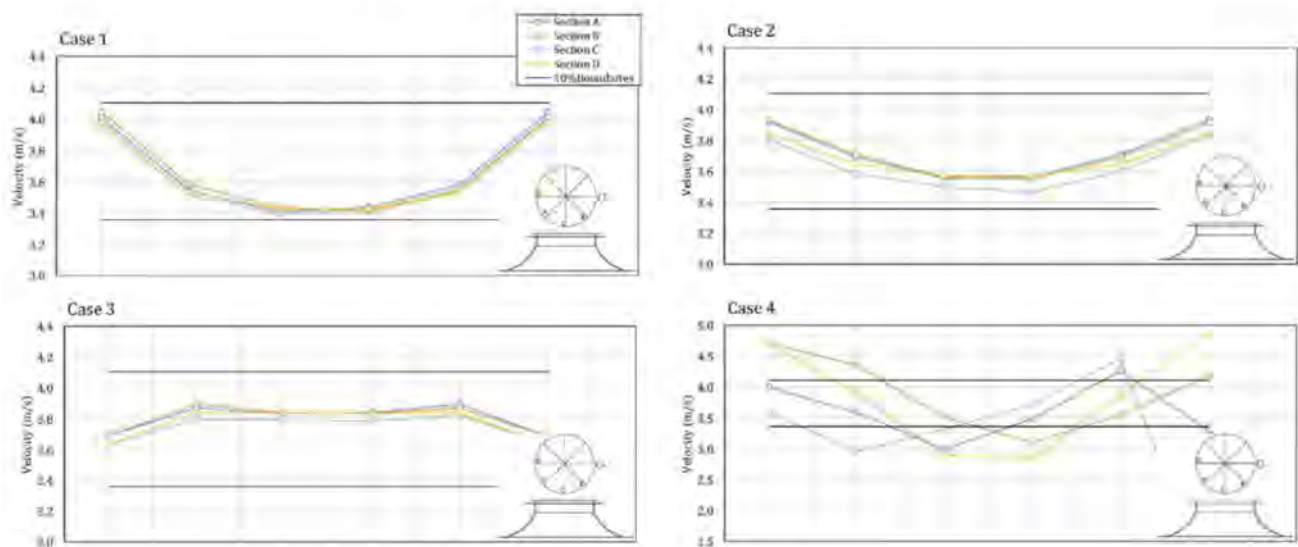 Case 1
Section A
Section B
Section C
Section D
10%Boundaries
Velocity (m/s)
4.4
4.2
4.0
3.8
3.6
3.4
3.2
3.0
Case 2
Velocity (m/s)
4.4
4.2
4.0
3.8
3.6
3.4
3.2
3.0
Case 3
Velocity (m/s)
4.4
4.2
4.0
3.8
3.6
3.4
3.2
3.0
Case 4
Velocity (m/s)
5.0
4.5
4.0
3.5
3.0
2.5
2.0
1.5